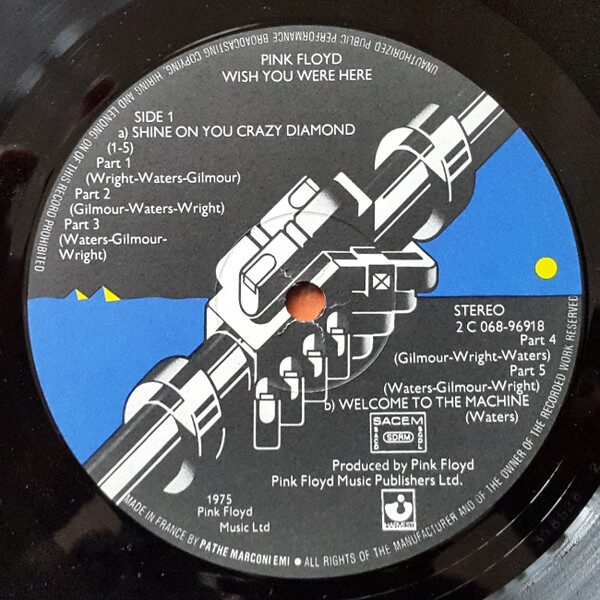 UNAUTHORIZED PUBLIC PERFORMANCE BROADCASTING COPYING, HIRING AND LENDING ON OF THIS RECORD PROHIBITED
PINK FLOYD
WISH YOU WERE HERE
SIDE 1
a) SHINE ON YOU CRAZY DIAMOND
(1-5)
Part 1
(Wright-Waters-Gilmour)
Part 2
(Gilmour-Waters-Wright)
Part 3
(Waters-Gilmour-
Wright)
STEREO
2 C 068-96918
Part 4
(Gilmour-Wright-Waters)
Part 5
(Waters-Gilmour-Wright)
b) WELCOME TO THE MACHINE
(Waters)
SACEM
SACD SDRM SGDL
Produced by Pink Floyd
Pink Floyd Music Publishers Ltd.
1975
Pink Floyd
Music Ltd
HARVEST
MADE IN FRANCE BY PATHE MARCONI EMI ● ALL RIGHTS OF THE MANUFACTURER AND OF THE OWNER OF THE RECORDED WORK RESERVED